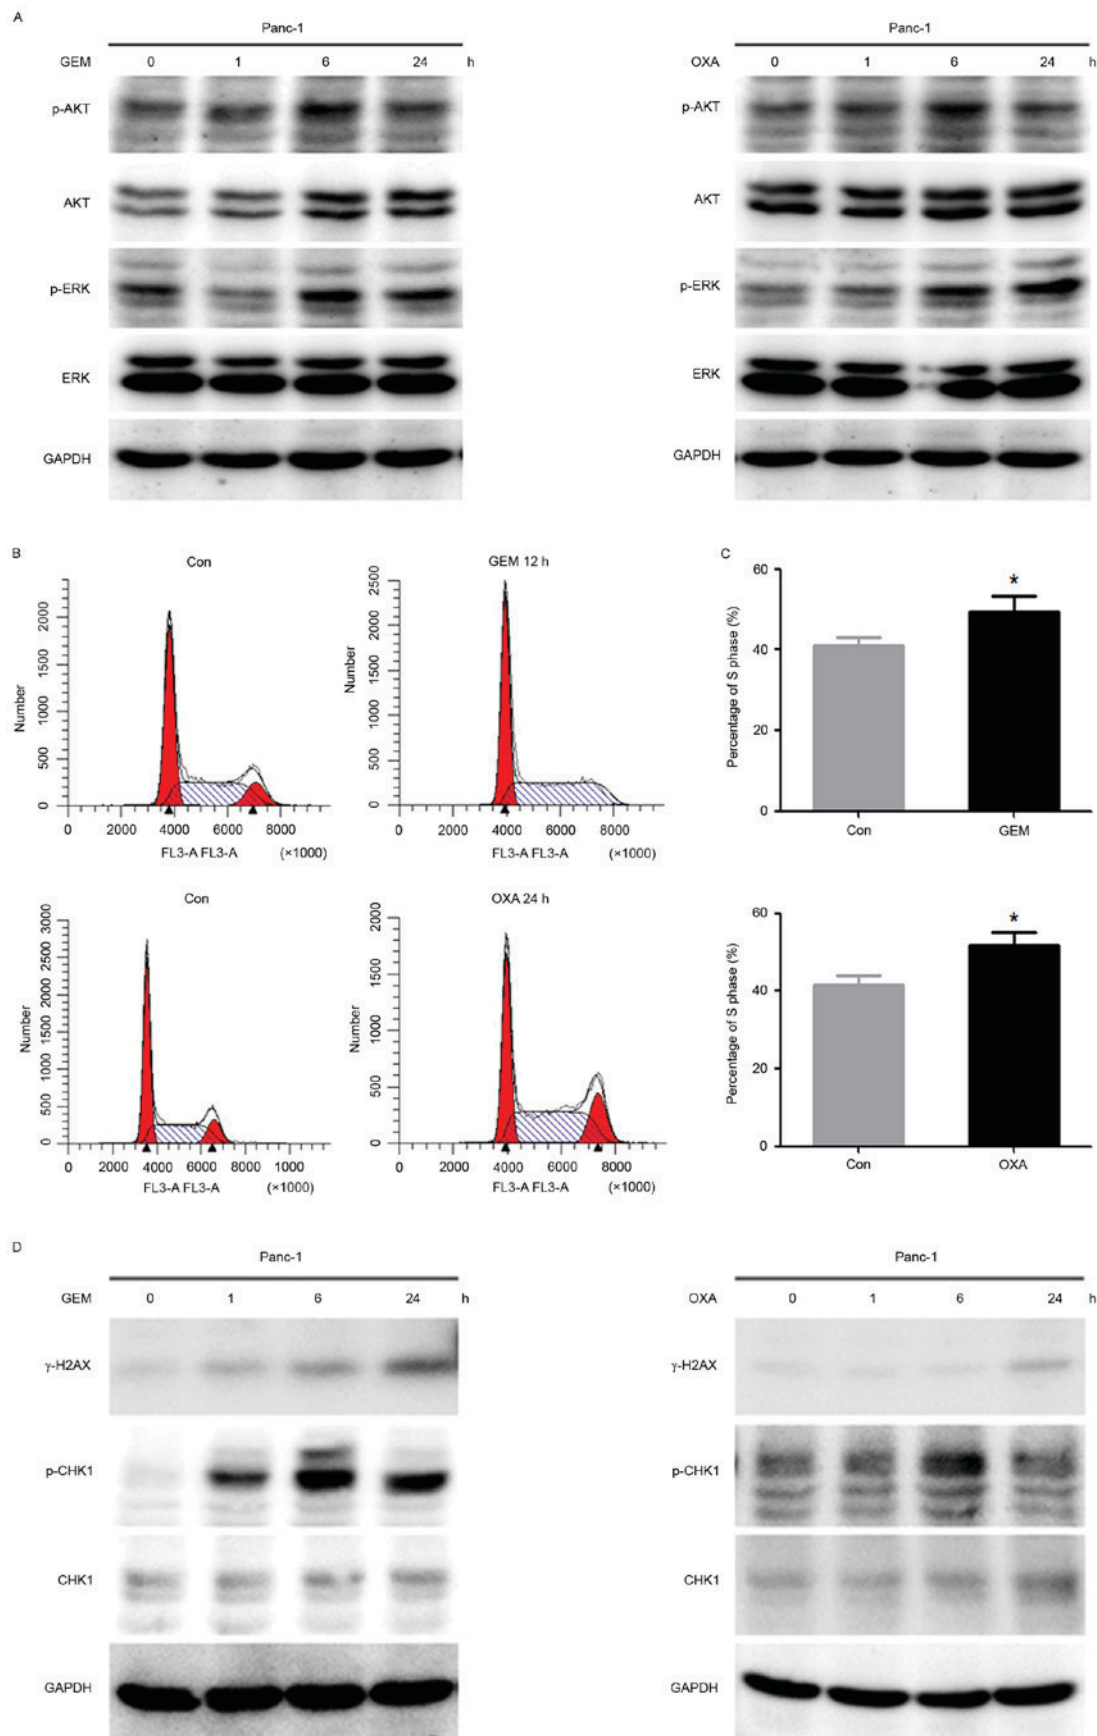 A
Panc-1
GEM 0 1 6 24 h
p-AKT
AKT
p-ERK
ERK
GAPDH
Panc-1
OXA 0 1 6 24 h
p-AKT
AKT
p-ERK
ERK
GAPDH
B
Con
Number
2000
1500
1000
500
0
0 2000 4000 6000 8000
FL3-A FL3-A (×1000)
GEM 12 h
Number
2500
2000
1500
1000
500
0
0 2000 4000 6000 8000
FL3-A FL3-A (×1000)
Con
Number
3000
2500
2000
1500
1000
500
0
0 2000 4000 6000 8000 1000
FL3-A FL3-A (×1000)
OXA 24 h
Number
2000
1500
1000
500
0
0 2000 4000 6000 8000
FL3-A FL3-A (×1000)
C
Percentage of S phase (%)
60
40
20
0
*
Con GEM
Percentage of S phase (%)
60
40
20
0
*
Con OXA
D
Panc-1
GEM 0 1 6 24 h
γ-H2AX
p-CHK1
CHK1
GAPDH
Panc-1
OXA 0 1 6 24 h
γ-H2AX
p-CHK1
CHK1
GAPDH